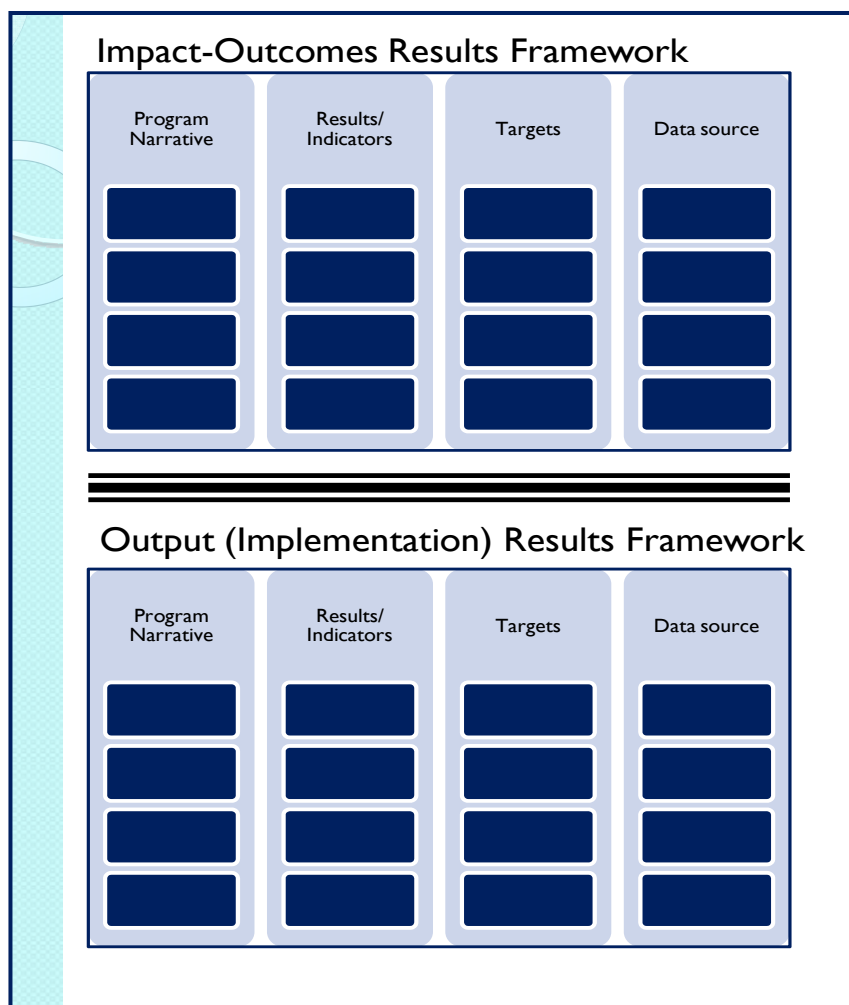 Impact-Outcomes Results Framework
Program
Narrative
Results/
Indicators
Targets
Data source
Output (Implementation) Results Framework
Program
Narrative
Results/
Indicators
Targets
Data source